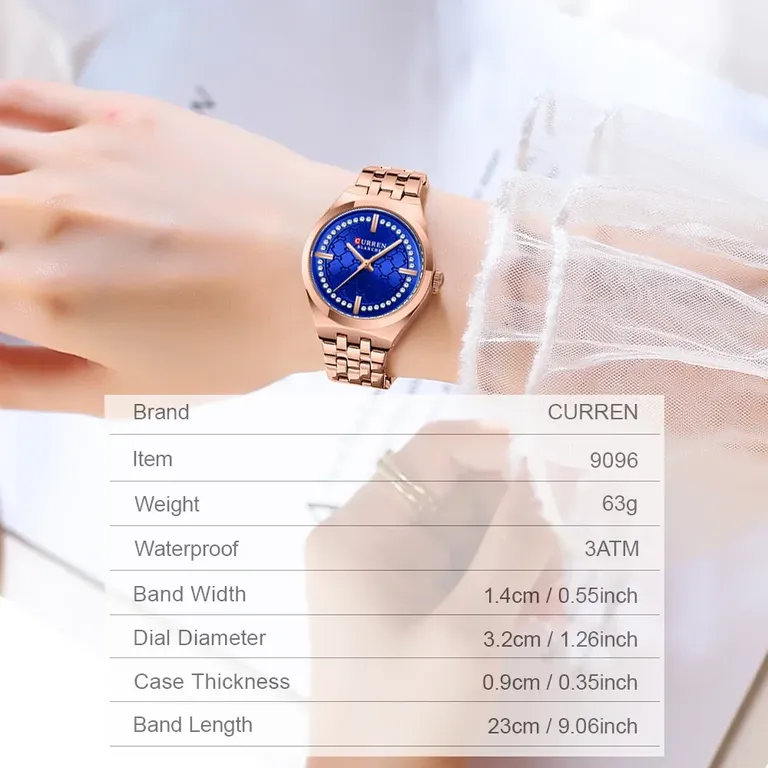 CURREN
BLANCHE
Brand CURREN
Item 9096
Weight 63g
Waterproof 3ATM
Band Width 1.4cm / 0.55inch
Dial Diameter 3.2cm / 1.26inch
Case Thickness 0.9cm / 0.35inch
Band Length 23cm / 9.06inch